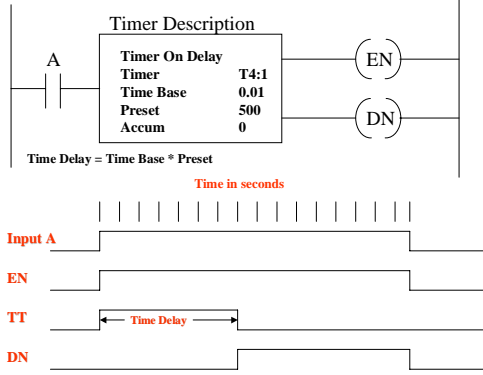 Timer Description
A
Timer On Delay
Timer T4:1
Time Base 0.01
Preset 500
Accum 0
EN
DN
Time Delay = Time Base * Preset
Time in seconds
Input A
EN
TT
Time Delay
DN